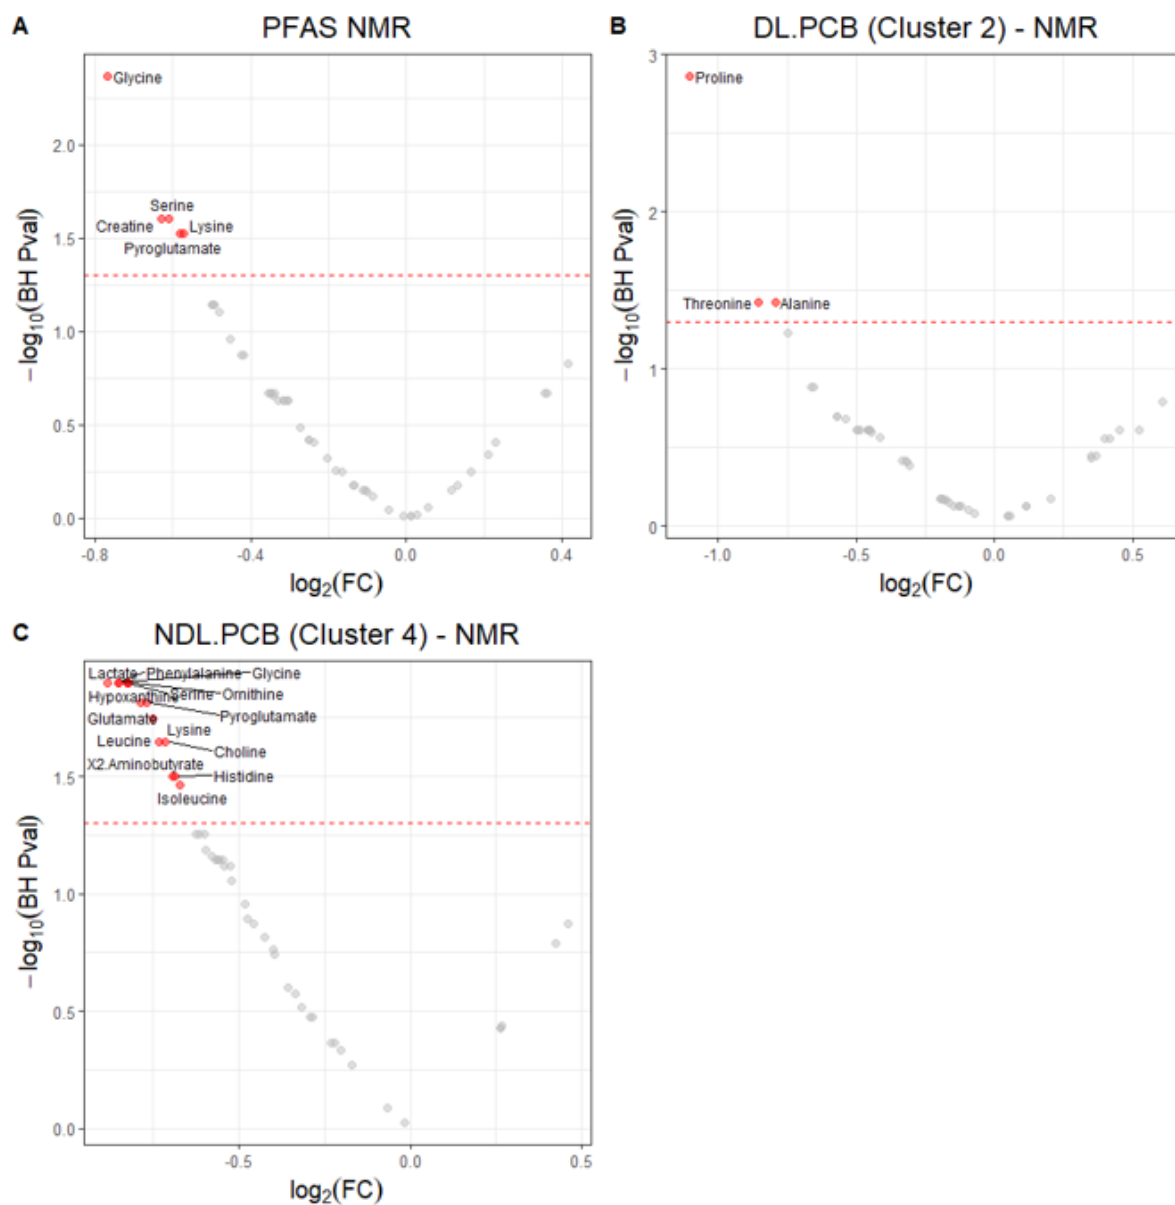 A
PFAS NMR
Glycine
Serine
Creatine
Lysine
Pyroglutamate
2.0
1.5
1.0
0.5
0.0
−log10(BH Pval)
-0.8
-0.4
0.0
0.4
log2(FC)
B
DL.PCB (Cluster 2) - NMR
Proline
Threonine
Alanine
3
2
1
0
−log10(BH Pval)
-1.0
-0.5
0.0
0.5
log2(FC)
C
NDL.PCB (Cluster 4) - NMR
Lactate
Phenylalanine
Glycine
Hypoxanthine
Serine
Ornithine
Glutamate
Pyroglutamate
Lysine
Leucine
Choline
X2.Aminobutyrate
Histidine
Isoleucine
1.5
1.0
0.5
0.0
−log10(BH Pval)
-0.5
0.0
0.5
log2(FC)